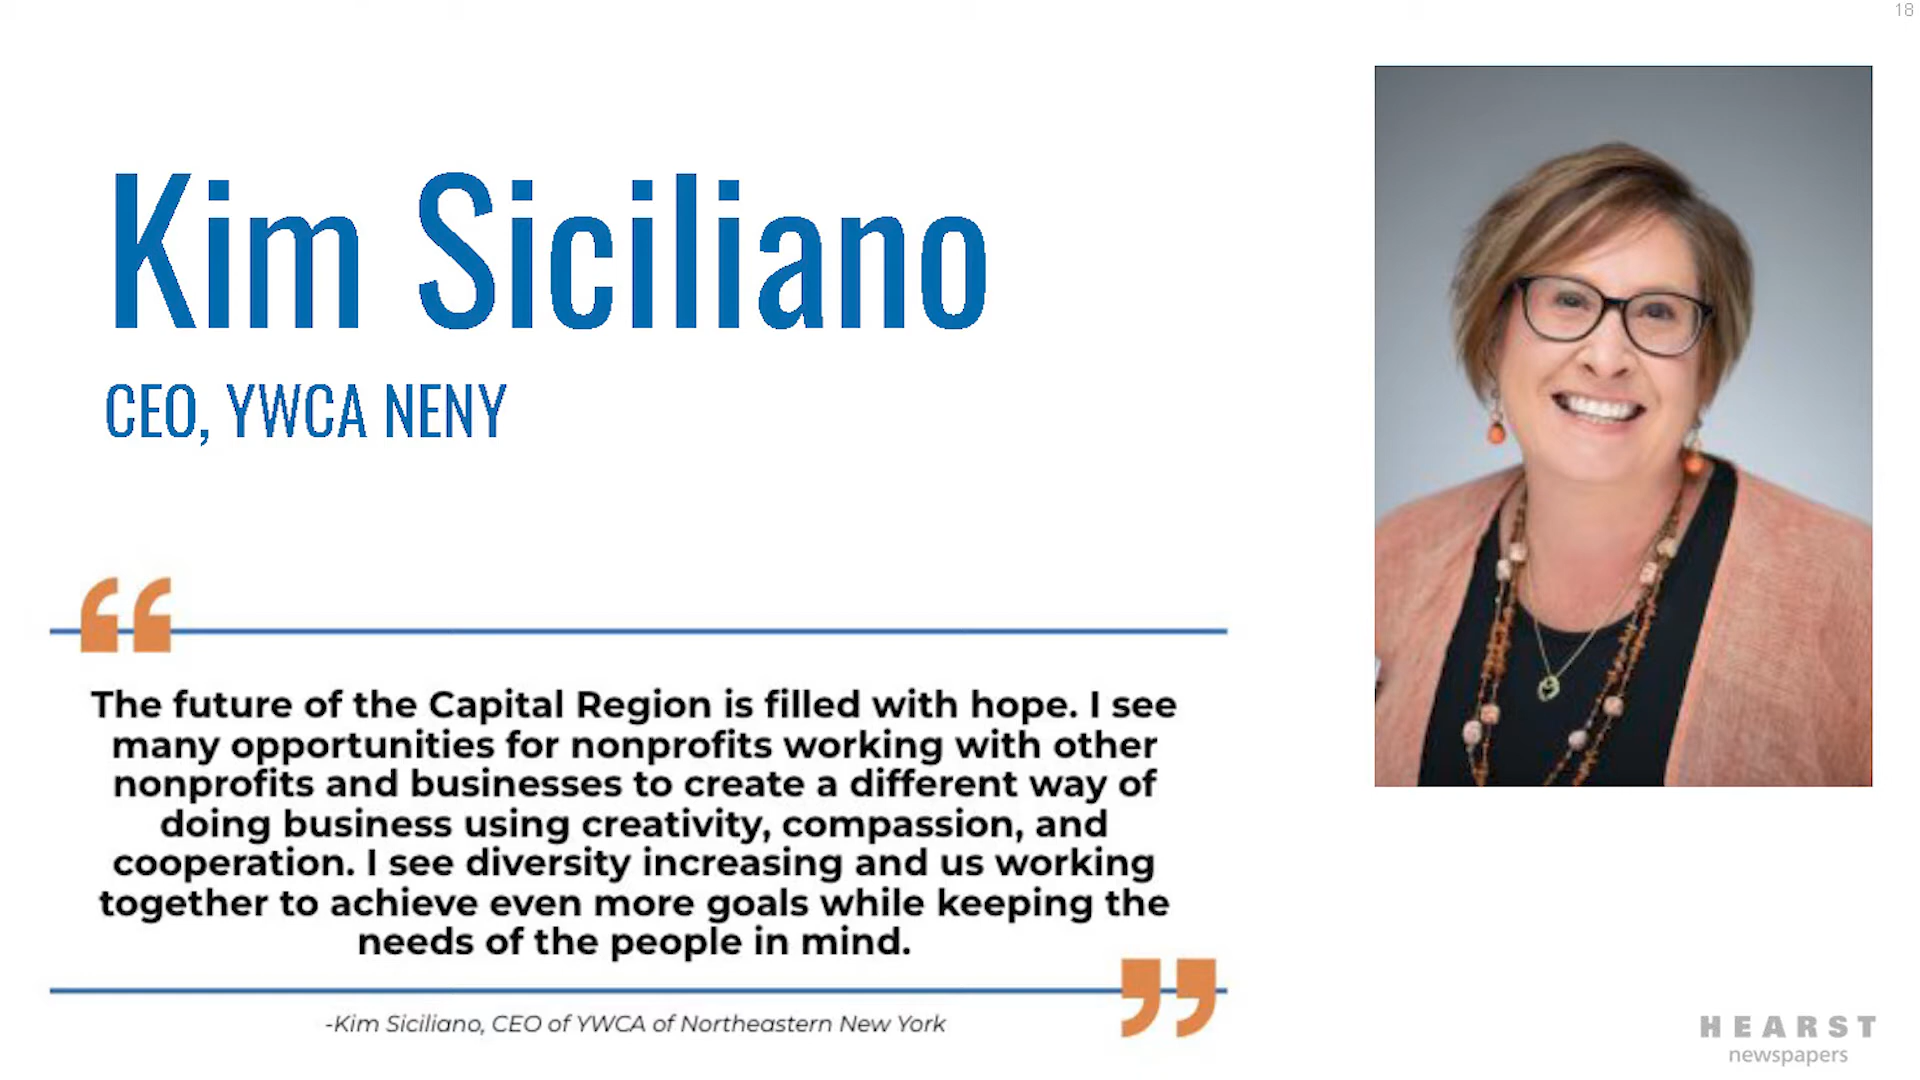 18
Kim Siciliano
CEO, YWCA NENY
“
The future of the Capital Region is filled with hope. I see
many opportunities for nonprofits working with other
nonprofits and businesses to create a different way of
doing business using creativity, compassion, and
cooperation. I see diversity increasing and us working
together to achieve even more goals while keeping the
needs of the people in mind.
”
-Kim Siciliano, CEO of YWCA of Northeastern New York
HEARST
newspapers